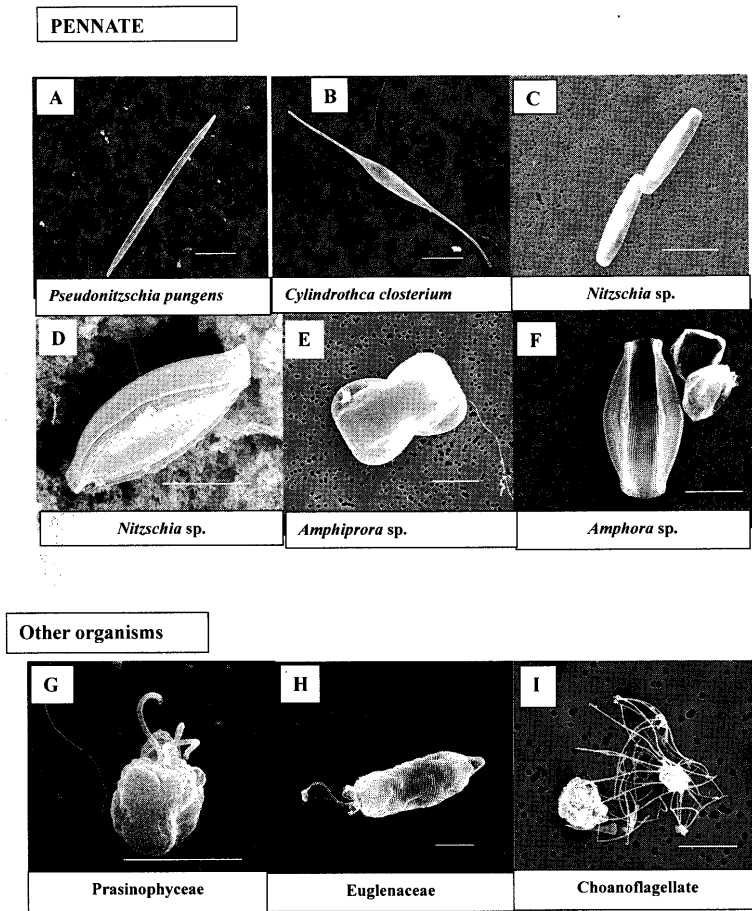 PENNATE
A
B
C
Pseudonitzschia pungens
Cylindrothca closterium
Nitzschia sp.
D
E
F
Nitzschia sp.
Amphiprora sp.
Amphora sp.
Other organisms
G
H
I
Prasinophyceae
Euglenaceae
Choanoflagellate